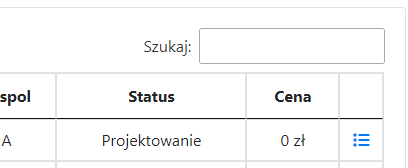 Szukaj:
spol Status Cena
A Projektowanie 0 zł